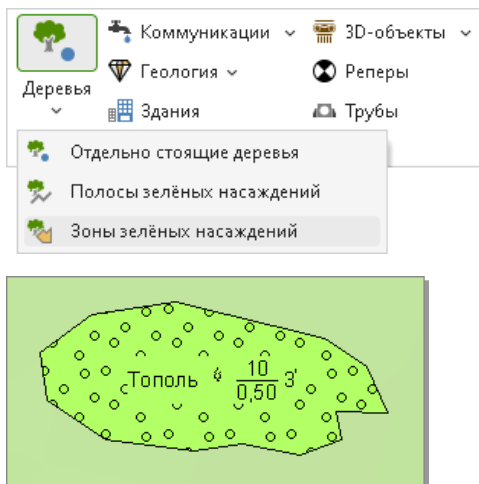 Коммуникации
3D-объекты
Деревья
Геология
Реперы
Здания
Трубы
Отдельно стоящие деревья
Полосы зелёных насаждений
Зоны зелёных насаждений
Тополь 10 3
0,50